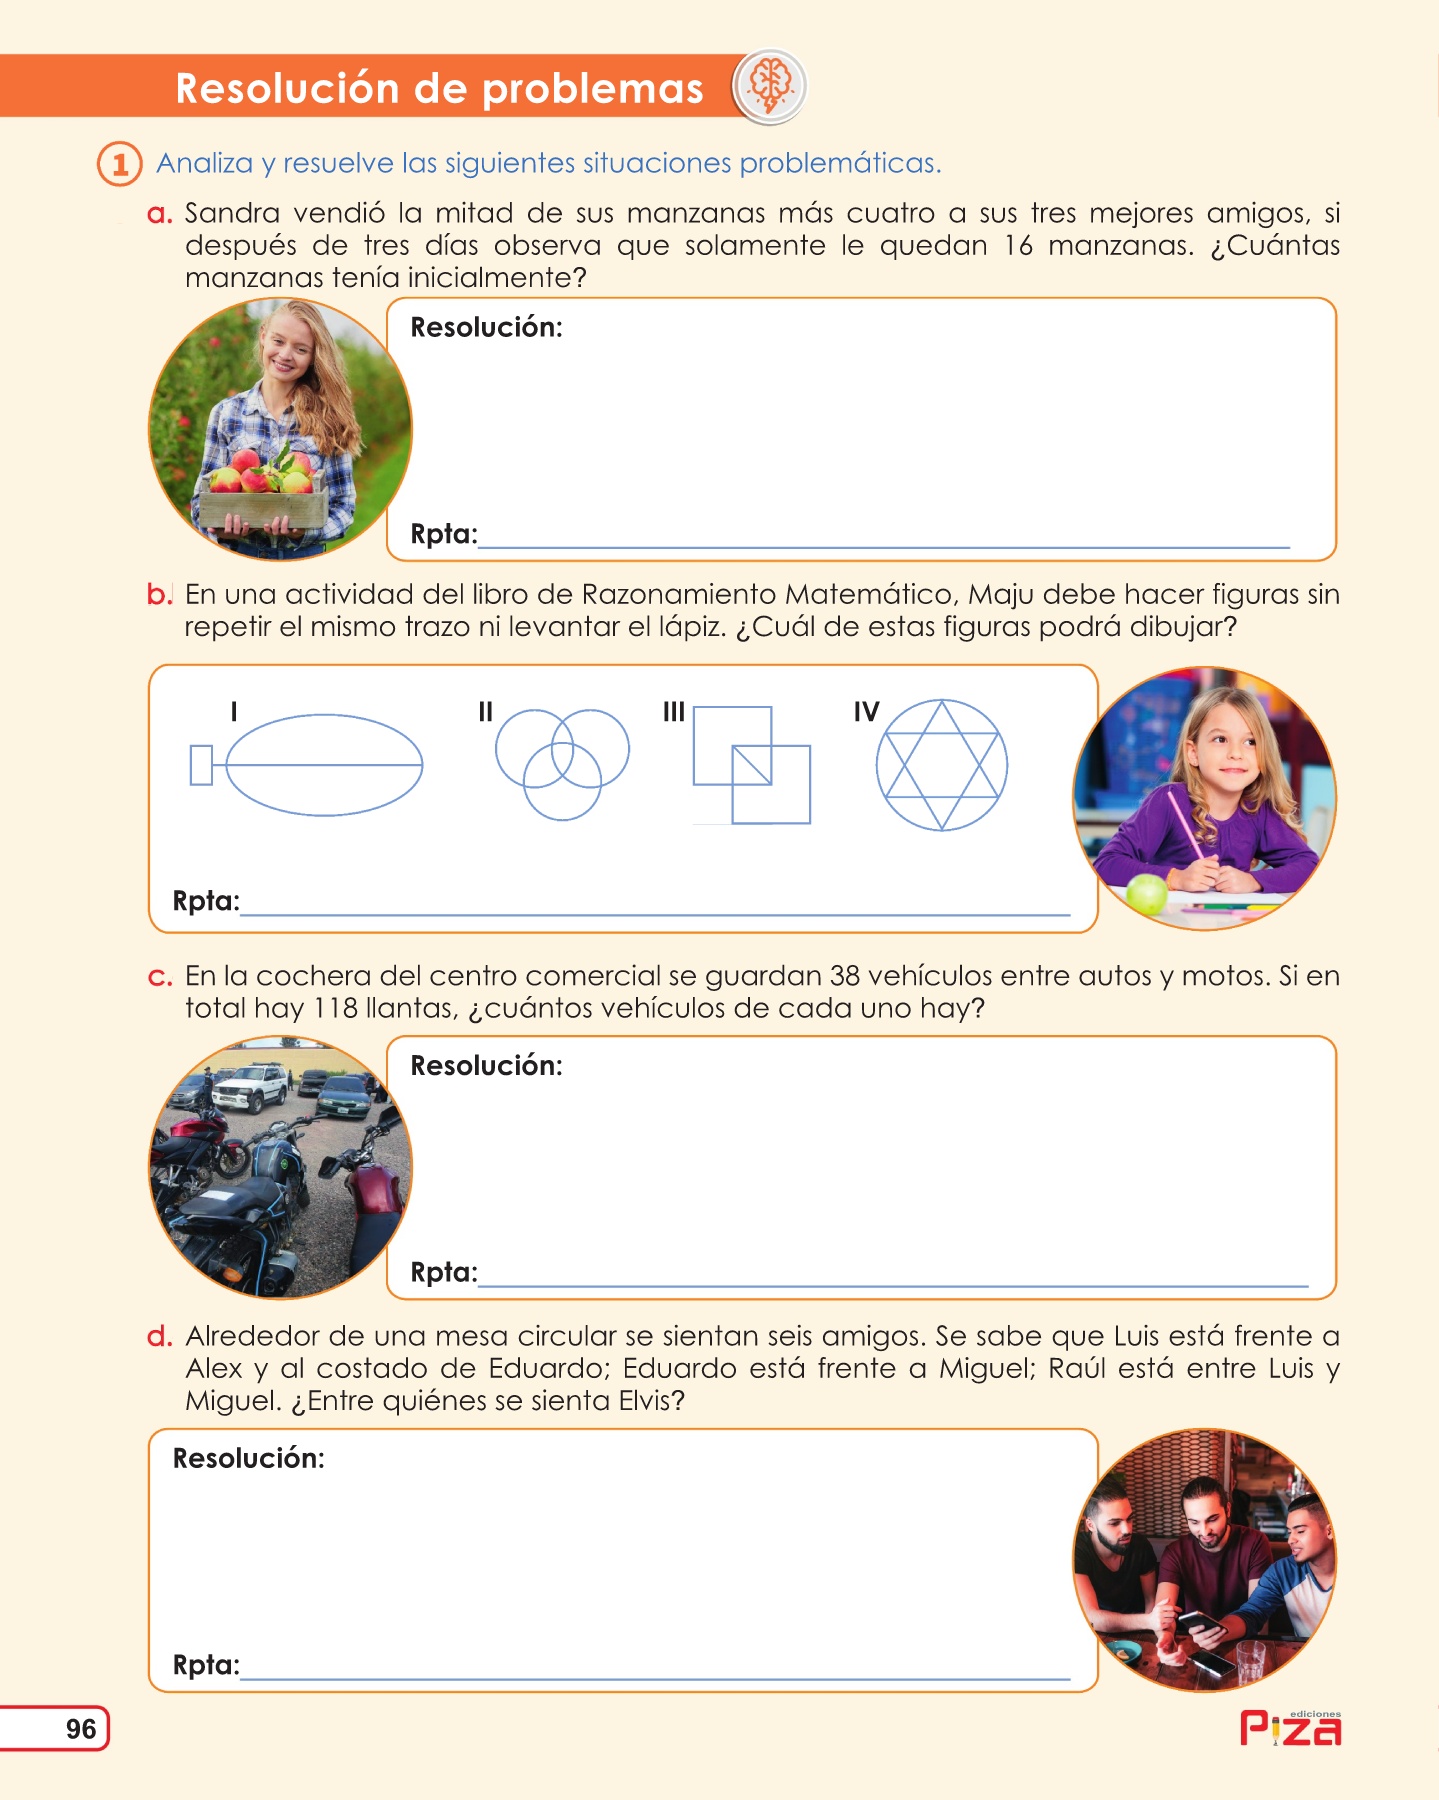 Resolución de problemas
1 Analiza y resuelve las siguientes situaciones problemáticas.
a. Sandra vendió la mitad de sus manzanas más cuatro a sus tres mejores amigos, si
después de tres días observa que solamente le quedan 16 manzanas. ¿Cuántas
manzanas tenía inicialmente?
Resolución:
Rpta:
b. En una actividad del libro de Razonamiento Matemático, Maju debe hacer figuras sin
repetir el mismo trazo ni levantar el lápiz. ¿Cuál de estas figuras podrá dibujar?
I II III IV
Rpta:
c. En la cochera del centro comercial se guardan 38 vehículos entre autos y motos. Si en
total hay 118 llantas, ¿cuántos vehículos de cada uno hay?
Resolución:
Rpta:
d. Alrededor de una mesa circular se sientan seis amigos. Se sabe que Luis está frente a
Alex y al costado de Eduardo; Eduardo está frente a Miguel; Raúl está entre Luis y
Miguel. ¿Entre quiénes se sienta Elvis?
Resolución:
Rpta:
96
ediciones
Piza